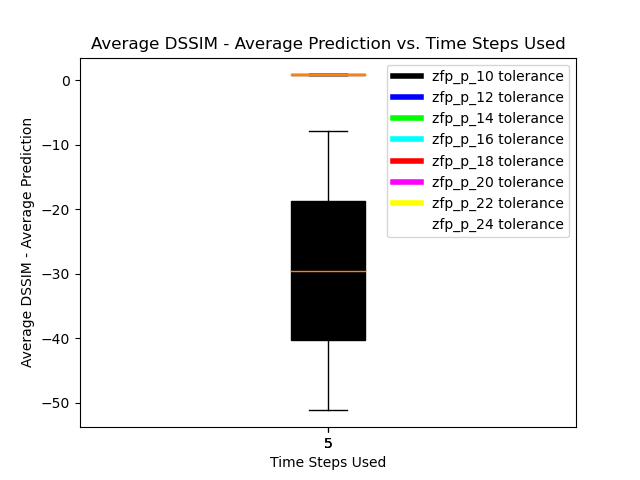 Average DSSIM - Average Prediction vs. Time Steps Used
Average DSSIM - Average Prediction
0
−10
−20
−30
−40
−50
zfp_p_10 tolerance
zfp_p_12 tolerance
zfp_p_14 tolerance
zfp_p_16 tolerance
zfp_p_18 tolerance
zfp_p_20 tolerance
zfp_p_22 tolerance
zfp_p_24 tolerance
5
Time Steps Used